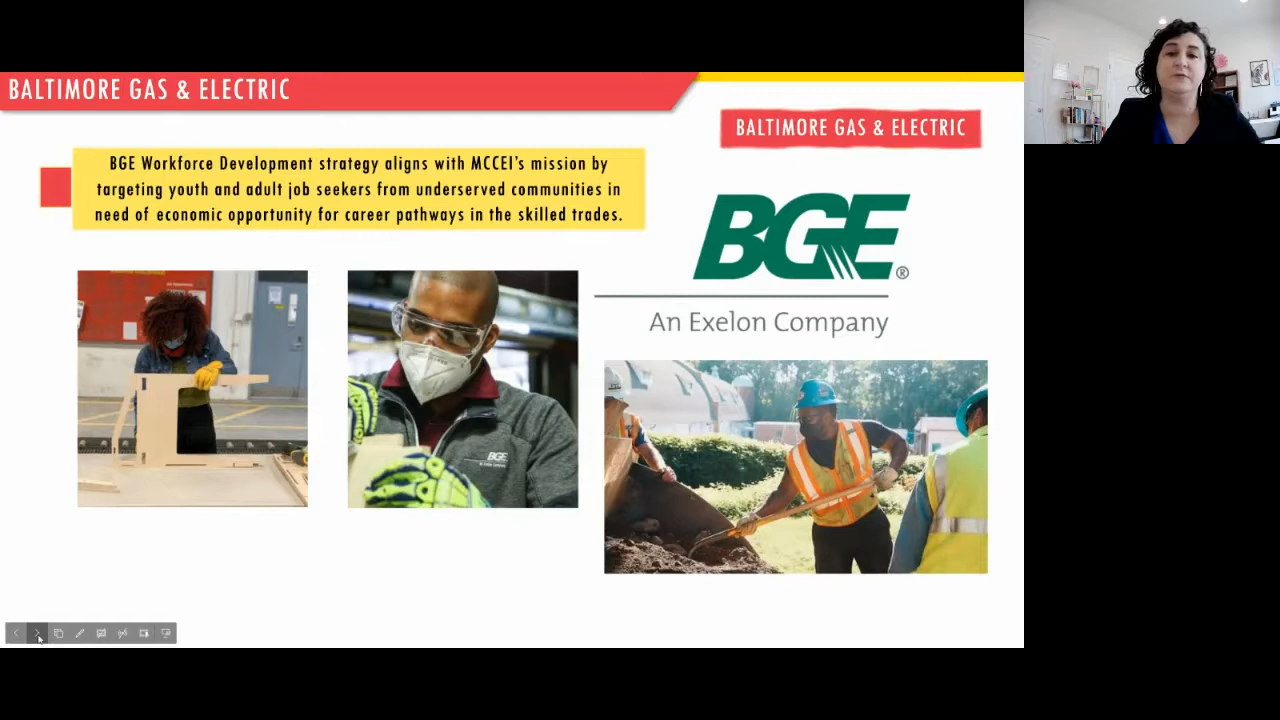 BALTIMORE GAS & ELECTRIC
BALTIMORE GAS & ELECTRIC
BGE Workforce Development strategy aligns with MCCEI's mission by
targeting youth and adult job seekers from underserved communities in
need of economic opportunity for career pathways in the skilled trades.
BGE®
An Exelon Company
BGE